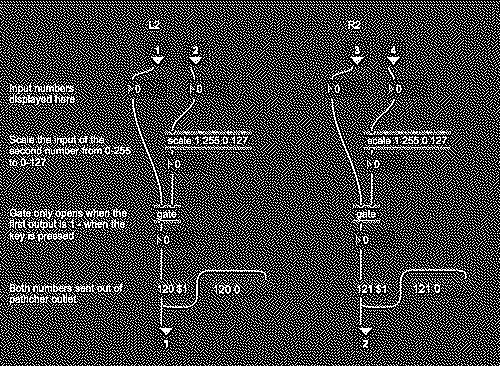 L2 R2
1 2 3 4
Input numbers
displayed here
0 0 0 0
Scale the input of the
second number from 0-255
to 0-127
scale 1 255 0 127 scale 1 255 0 127
0 0
Gate only opens when the
first output is 1 - when the
key is pressed
gate gate
0 0
Both numbers sent out of
patcher outlet
120 $1 120 0 121 $1 121 0
1 2